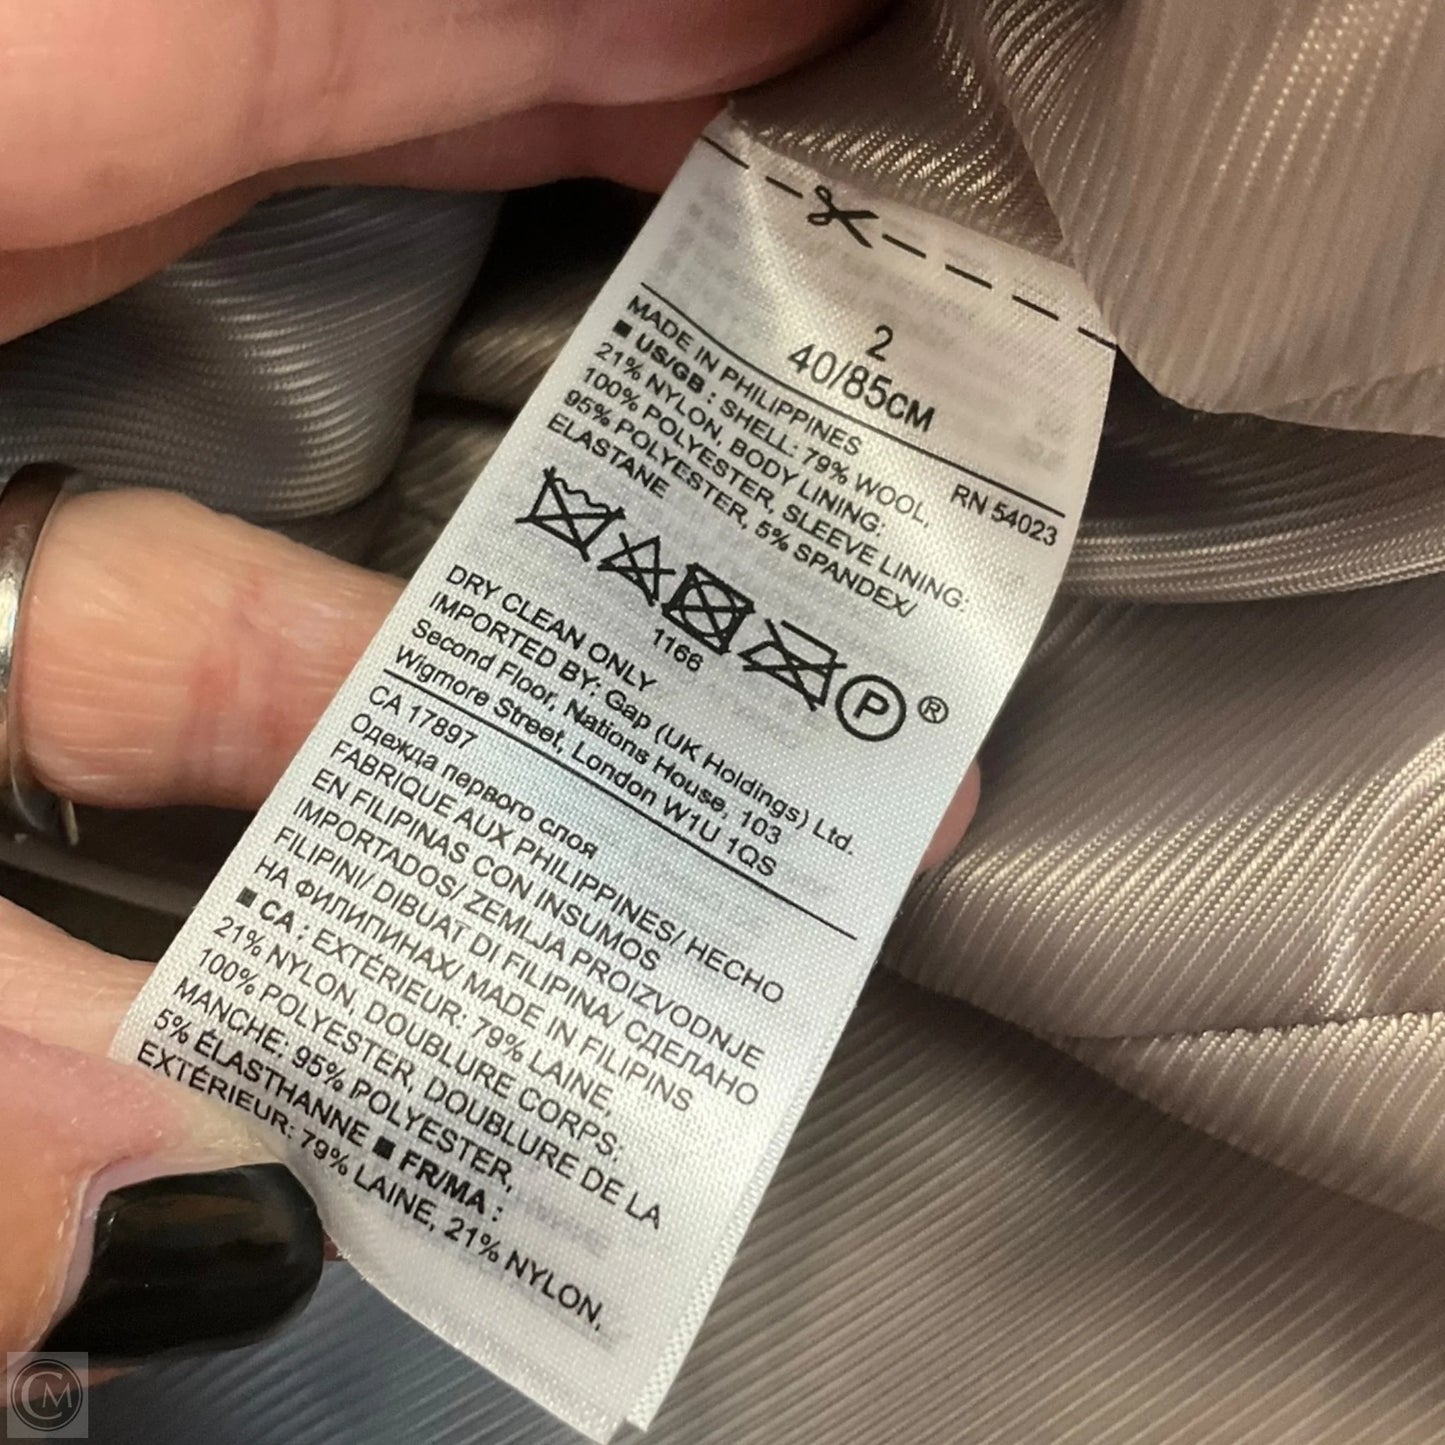 2
40/85CM
RN 54023
MADE IN PHILIPPINES
■ US/GB : SHELL: 79% WOOL,
21% NYLON, BODY LINING:
100% POLYESTER, SLEEVE LINING:
95% POLYESTER, 5% SPANDEX/
ELASTANE
1166
P ®
DRY CLEAN ONLY
IMPORTED BY: Gap (UK Holdings) Ltd.
Second Floor, Nations House, 103
Wigmore Street, London W1U 1QS
CA 17897
Одежда первого слоя
FABRIQUE AUX PHILIPPINES/ HECHO
EN FILIPINAS CON INSUMOS
IMPORTADOS/ ZEMLJA PROIZVODNJE
FILIPINI/ DIBUAT DI FILIPINA/ СДЕЛАНО
НА ФИЛИПИНАХ/ MADE IN FILIPINS
■ CA : EXTÉRIEUR: 79% LAINE,
21% NYLON, DOUBLURE CORPS:
100% POLYESTER, DOUBLURE DE LA
MANCHE: 95% POLYESTER,
5% ÉLASTHANNE ■ FR/MA :
EXTÉRIEUR: 79% LAINE, 21% NYLON,
CM